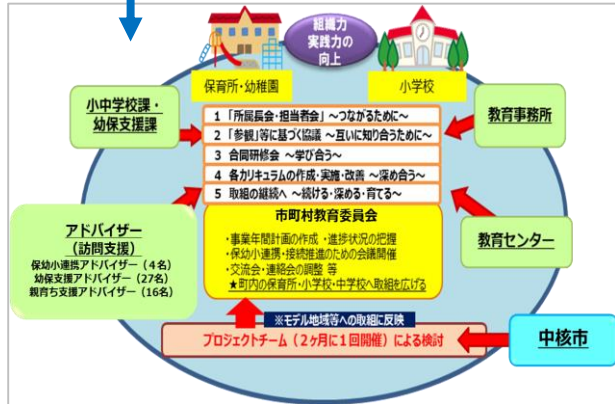 組織力
実践力の
向上
保育所・幼稚園
小学校
小中学校課・
幼保支援課
教育事務所
1 「所属長会・担当者会」 ~つながるために~
2 「参観」等に基づく協議 ~互いに知り合うために~
3 合同研修会 ~学び合う~
4 各カリキュラムの作成・実施・改善 ~深め合う~
5 取組の継続へ ~続ける・深める・育てる~
アドバイザー
(訪問支援)
保幼小連携アドバイザー(4名)
幼保支援アドバイザー(27名)
親育ち支援アドバイザー(16名)
市町村教育委員会
・事業年間計画の作成 ・進捗状況の把握
・保幼小連携・接続推進のための会議開催
・交流会・連絡会の調整 等
★町内の保育所・小学校・中学校へ取組を広げる
教育センター
※モデル地域等への取組に反映
プロジェクトチーム(2ヶ月に1回開催)による検討
中核市